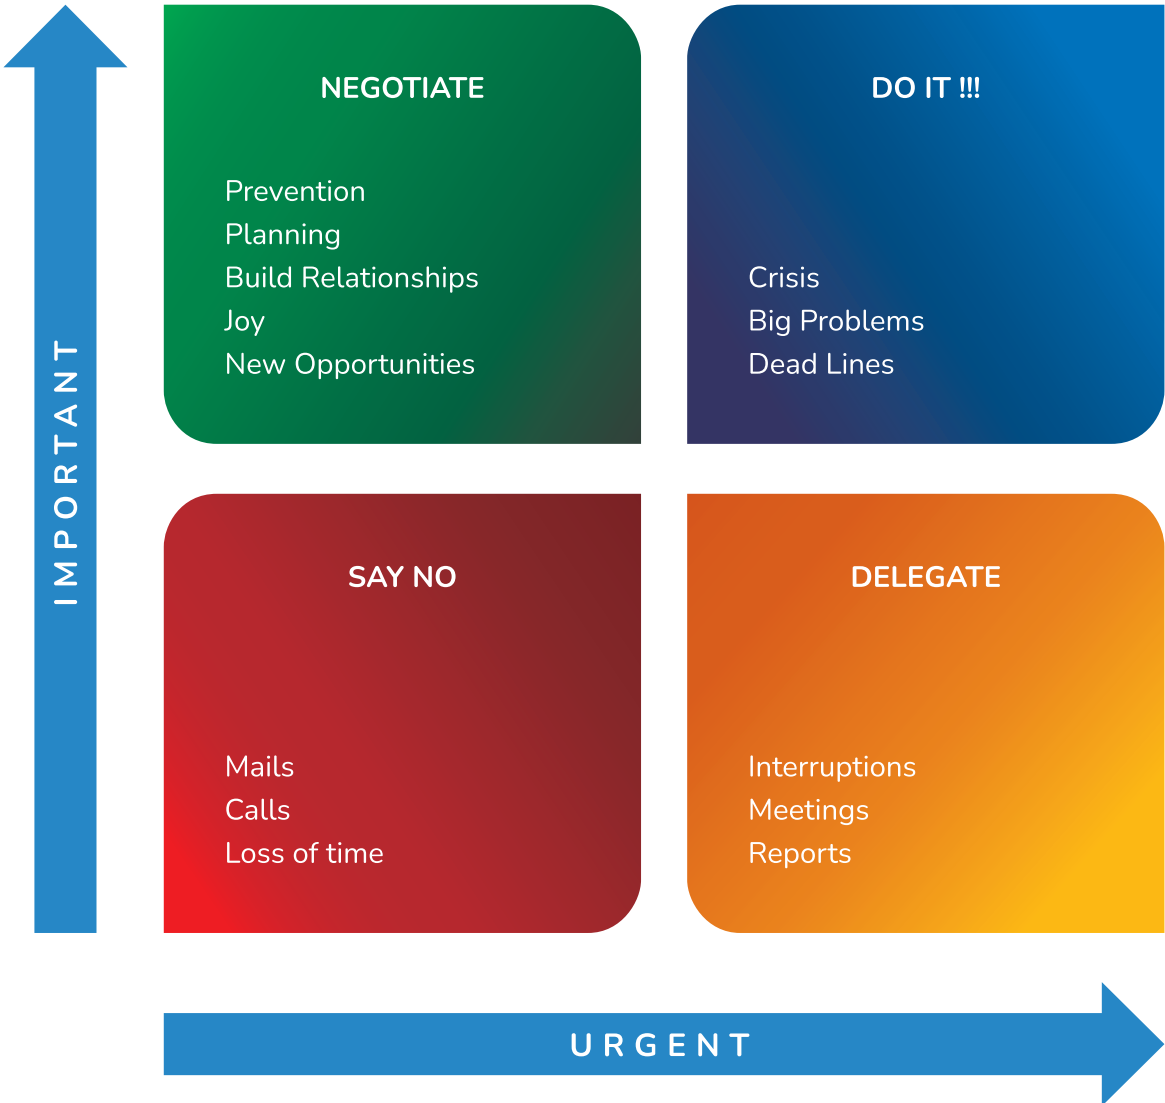 NEGOTIATE
Prevention
Planning
Build Relationships
Joy
New Opportunities
DO IT !!!
Crisis
Big Problems
Dead Lines
IMPORTANT
SAY NO
Mails
Calls
Loss of time
DELEGATE
Interruptions
Meetings
Reports
URGENT